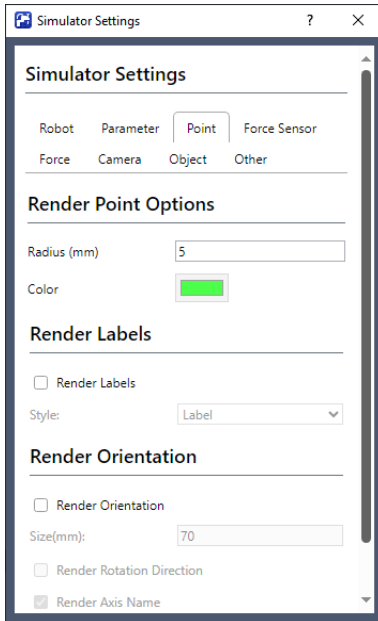 Simulator Settings
?
Simulator Settings
Robot Parameter Point Force Sensor
Force Camera Object Other
Render Point Options
Radius (mm) 5
Color
Render Labels
Render Labels
Style: Label
Render Orientation
Render Orientation
Size(mm): 70
Render Rotation Direction
Render Axis Name